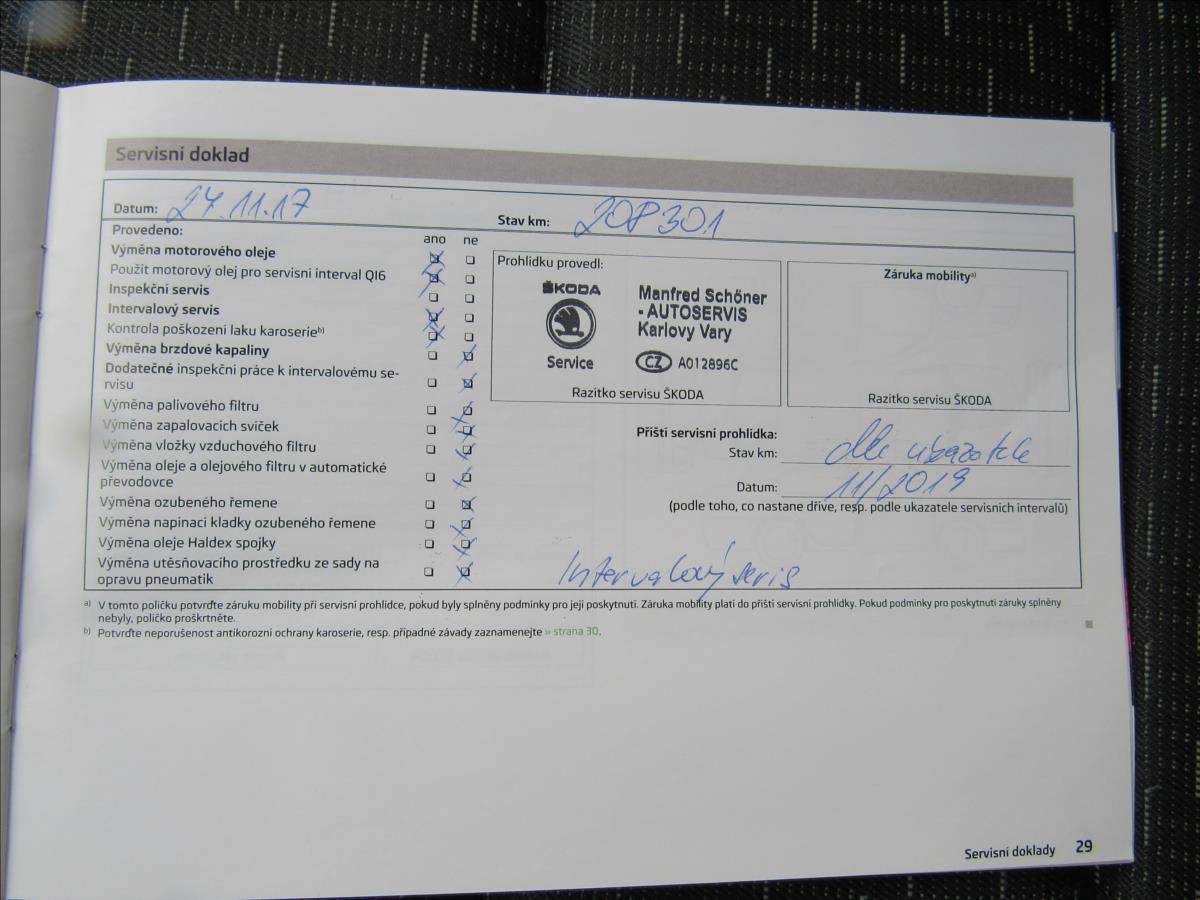 Servisní doklad
Datum: 27.11.17
Stav km: 208 301
Provedeno:
ano ne
Výměna motorového oleje
Použit motorový olej pro servisní interval QI6
Inspekční servis
Intervalový servis
Kontrola poškození laku karoserieb)
Výměna brzdové kapaliny
Dodatečné inspekční práce k intervalovému se-
rvisu
Výměna palivového filtru
Výměna zapalovacích svíček
Výměna vložky vzduchového filtru
Výměna oleje a olejového filtru v automatické
převodovce
Výměna ozubeného řemene
Výměna napínací kladky ozubeného řemene
Výměna oleje Haldex spojky
Výměna utěsňovacího prostředku ze sady na
opravu pneumatik
Prohlídku provedl:
ŠKODA
Service
Manfred Schöner
- AUTOSERVIS
Karlovy Vary
CZ A012896C
Razítko servisu ŠKODA
Záruka mobilitya)
Razítko servisu ŠKODA
Příští servisní prohlídka:
Stav km: dle ukazatele
Datum: 11/2019
(podle toho, co nastane dříve, resp. podle ukazatele servisních intervalů)
Intervalový servis
a) V tomto políčku potvrďte záruku mobility při servisní prohlídce, pokud byly splněny podmínky pro její poskytnutí. Záruka mobility platí do příští servisní prohlídky. Pokud podmínky pro poskytnutí záruky splněny
nebyly, políčko proškrtněte.
b) Potvrďte neporušenost antikorozní ochrany karoserie, resp. případné závady zaznamenejte » strana 30.
Servisní doklady 29